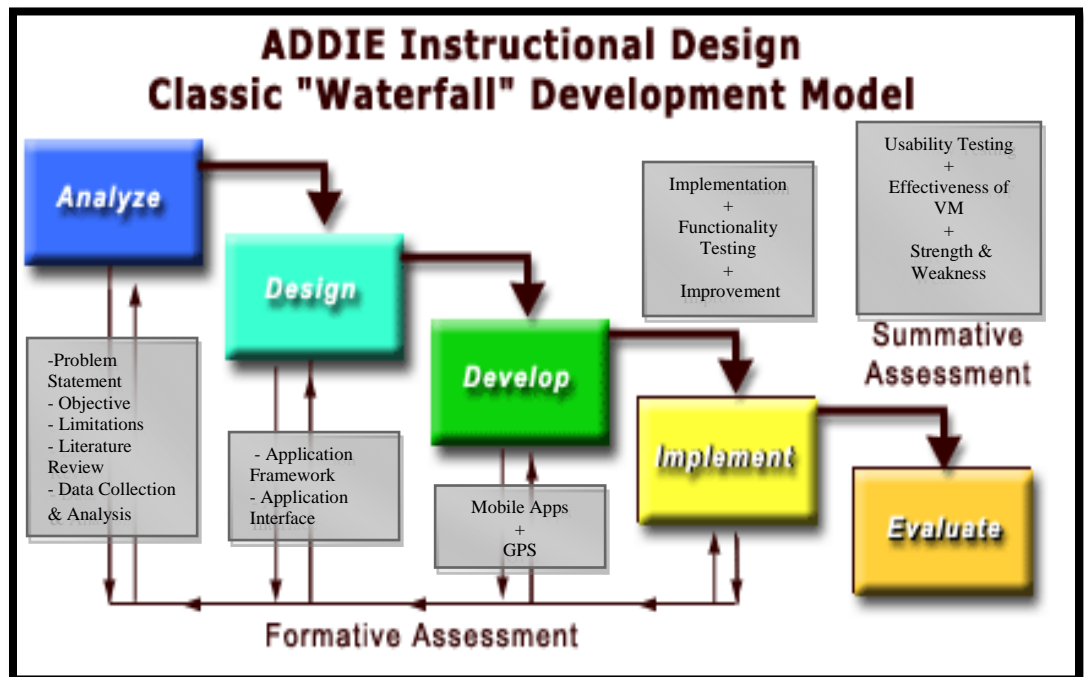 ADDIE Instructional Design
Classic "Waterfall" Development Model
Analyze
-Problem
Statement
- Objective
- Limitations
- Literature
Review
- Data Collection
& Analysis
Design
- Application
Framework
- Application
Interface
Develop
Mobile Apps
+
GPS
Implementation
+
Functionality
Testing
+
Improvement
Implement
Usability Testing
+
Effectiveness of
VM
+
Strength &
Weakness
Summative
Assessment
Evaluate
Formative Assessment